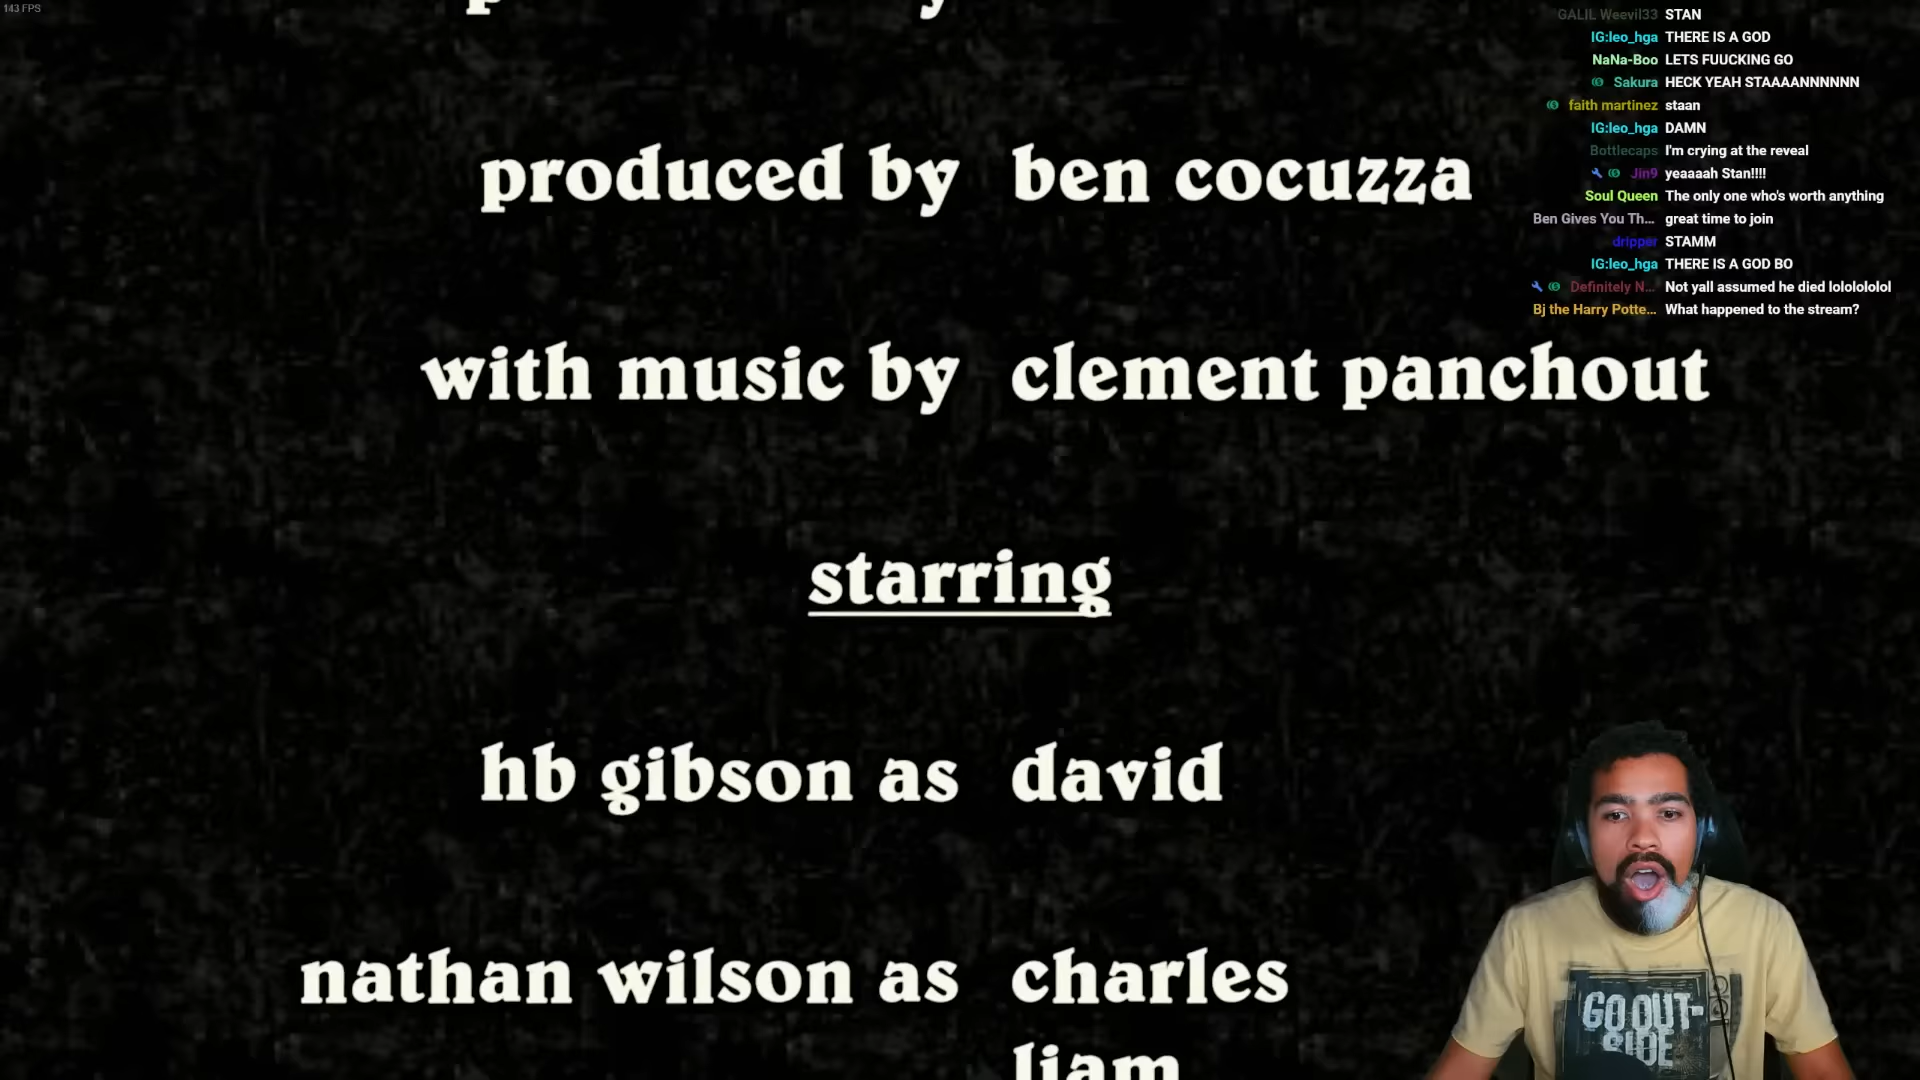 143 FPS
produced by ben cocuzza
with music by clement panchout
starring
hb gibson as david
nathan wilson as charles
liam
GALIL Weevil33 STAN
IG:leo_hga THERE IS A GOD
NaNa-Boo LETS FUUCKING GO
Sakura HECK YEAH STAAAANNNNNN
faith martinez staan
IG:leo_hga DAMN
Bottlecaps I'm crying at the reveal
Jin9 yeaaaah Stan!!!!
Soul Queen The only one who's worth anything
Ben Gives You Th... great time to join
dripper STAMM
IG:leo_hga THERE IS A GOD BO
Definitely N... Not yall assumed he died lolololol
Bj the Harry Potte... What happened to the stream?
GO OUT-
SIDE